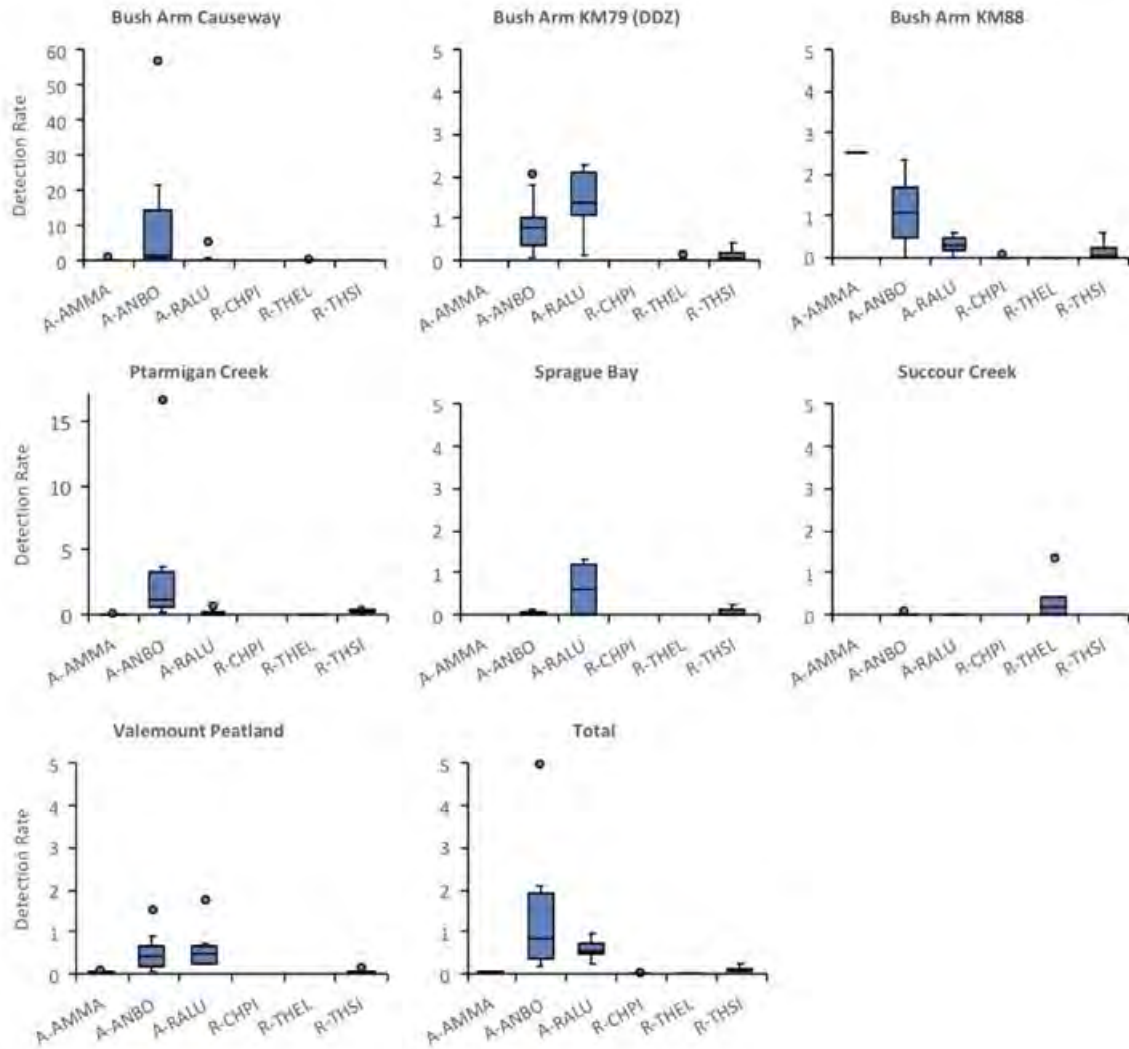 Bush Arm Causeway
Detection Rate
60
50
40
30
20
10
0
A-AMMA
A-ANBO
A-RALU
R-CHPI
R-THEL
R-THSI
Bush Arm KM79 (DDZ)
5
4
3
2
1
0
A-AMMA
A-ANBO
A-RALU
R-CHPI
R-THEL
R-THSI
Bush Arm KM88
5
4
3
2
1
0
A-AMMA
A-ANBO
A-RALU
R-CHPI
R-THEL
R-THSI
Ptarmigan Creek
Detection Rate
15
10
5
0
A-AMMA
A-ANBO
A-RALU
R-CHPI
R-THEL
R-THSI
Sprague Bay
5
4
3
2
1
0
A-AMMA
A-ANBO
A-RALU
R-CHPI
R-THEL
R-THSI
Succour Creek
5
4
3
2
1
0
A-AMMA
A-ANBO
A-RALU
R-CHPI
R-THEL
R-THSI
Valemount Peatland
Detection Rate
5
4
3
2
1
0
A-AMMA
A-ANBO
A-RALU
R-CHPI
R-THEL
R-THSI
Total
5
4
3
2
1
0
A-AMMA
A-ANBO
A-RALU
R-CHPI
R-THEL
R-THSI